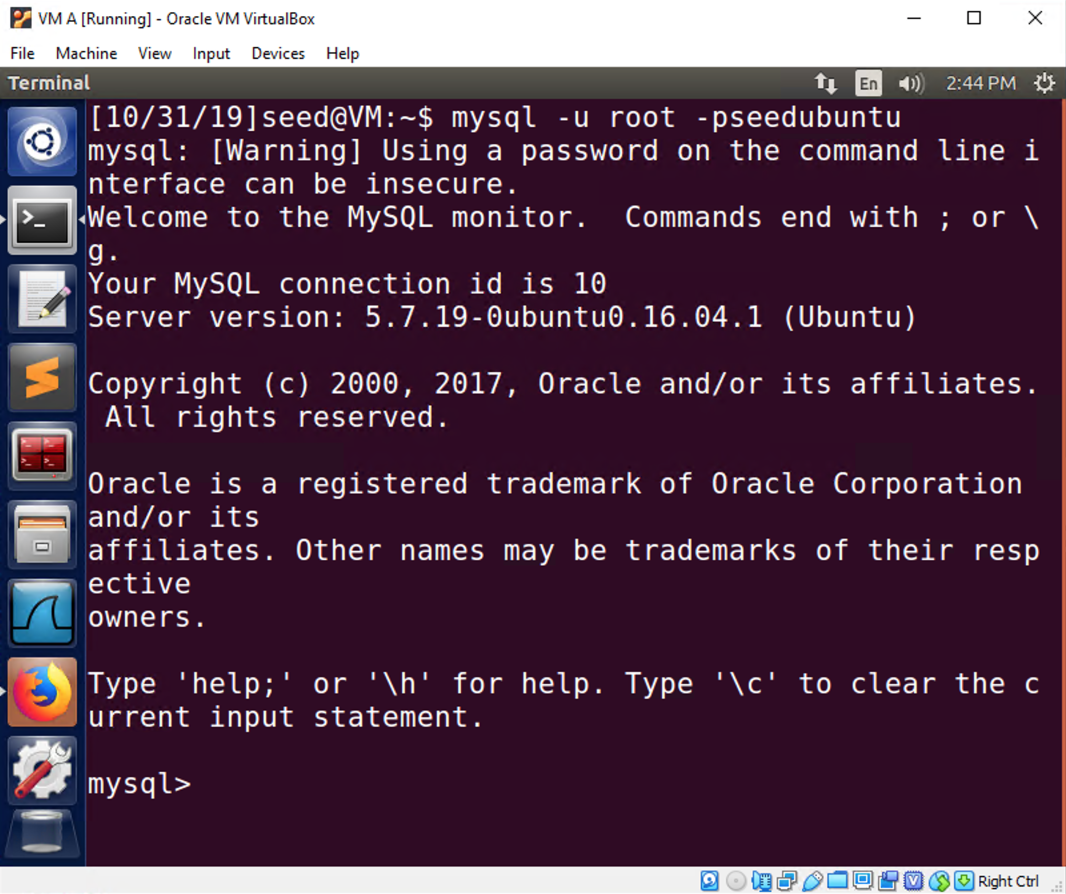 VM A [Running] - Oracle VM VirtualBox
File Machine View Input Devices Help
Terminal En 2:44 PM
[10/31/19]seed@VM:~$ mysql -u root -pseedubuntu
mysql: [Warning] Using a password on the command line i
nterface can be insecure.
Welcome to the MySQL monitor.  Commands end with ; or \
g.
Your MySQL connection id is 10
Server version: 5.7.19-0ubuntu0.16.04.1 (Ubuntu)
Copyright (c) 2000, 2017, Oracle and/or its affiliates.
 All rights reserved.
Oracle is a registered trademark of Oracle Corporation
and/or its
affiliates. Other names may be trademarks of their resp
ective
owners.
Type 'help;' or '\h' for help. Type '\c' to clear the c
urrent input statement.
mysql>
Right Ctrl